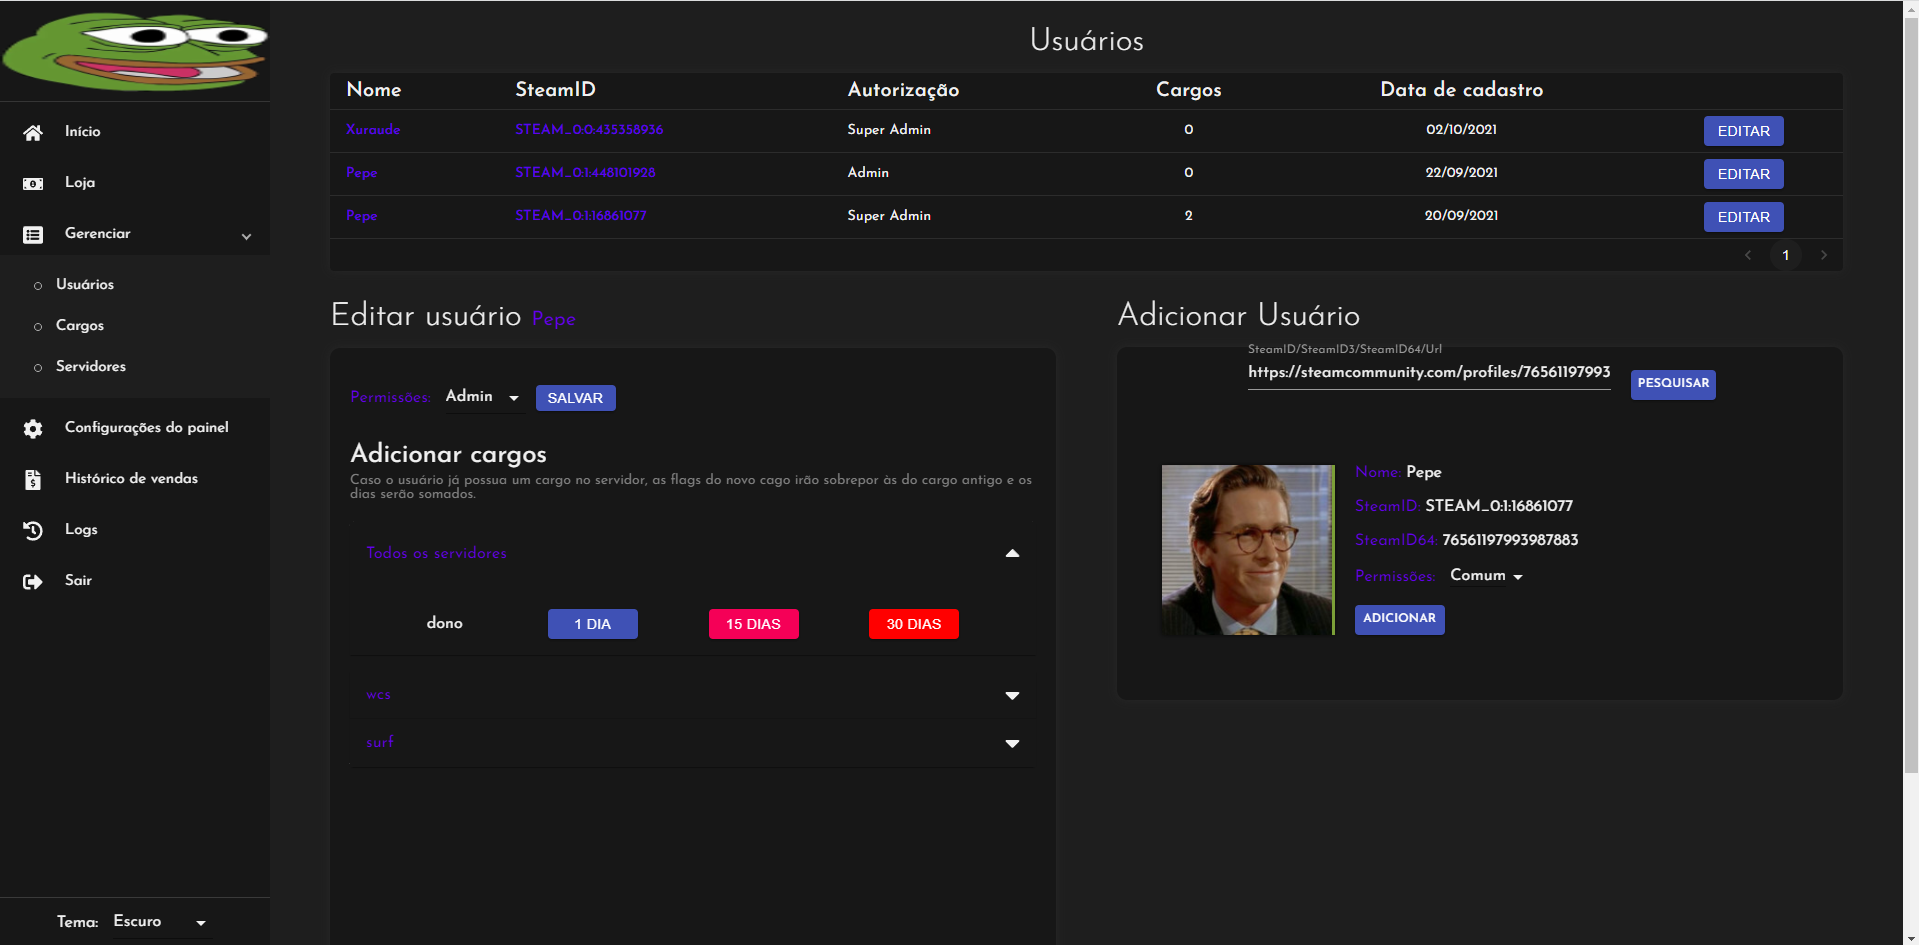 Início
Loja
Gerenciar
Usuários
Cargos
Servidores
Configurações do painel
Histórico de vendas
Logs
Sair
Tema: Escuro
Usuários
Nome SteamID Autorização Cargos Data de cadastro
Xuraude STEAM_0:0:435358936 Super Admin 0 02/10/2021 EDITAR
Pepe STEAM_0:1:448101928 Admin 0 22/09/2021 EDITAR
Pepe STEAM_0:1:16861077 Super Admin 2 20/09/2021 EDITAR
1
Editar usuário Pepe
Permissões: Admin SALVAR
Adicionar cargos
Caso o usuário já possua um cargo no servidor, as flags do novo cago irão sobrepor às do cargo antigo e os
dias serão somados.
Todos os servidores
dono 1 DIA 15 DIAS 30 DIAS
wcs
surf
Adicionar Usuário
SteamID/SteamID3/SteamID64/Url
https://steamcommunity.com/profiles/76561197993
PESQUISAR
Nome: Pepe
SteamID: STEAM_0:1:16861077
SteamID64: 76561197993987883
Permissões: Comum
ADICIONAR